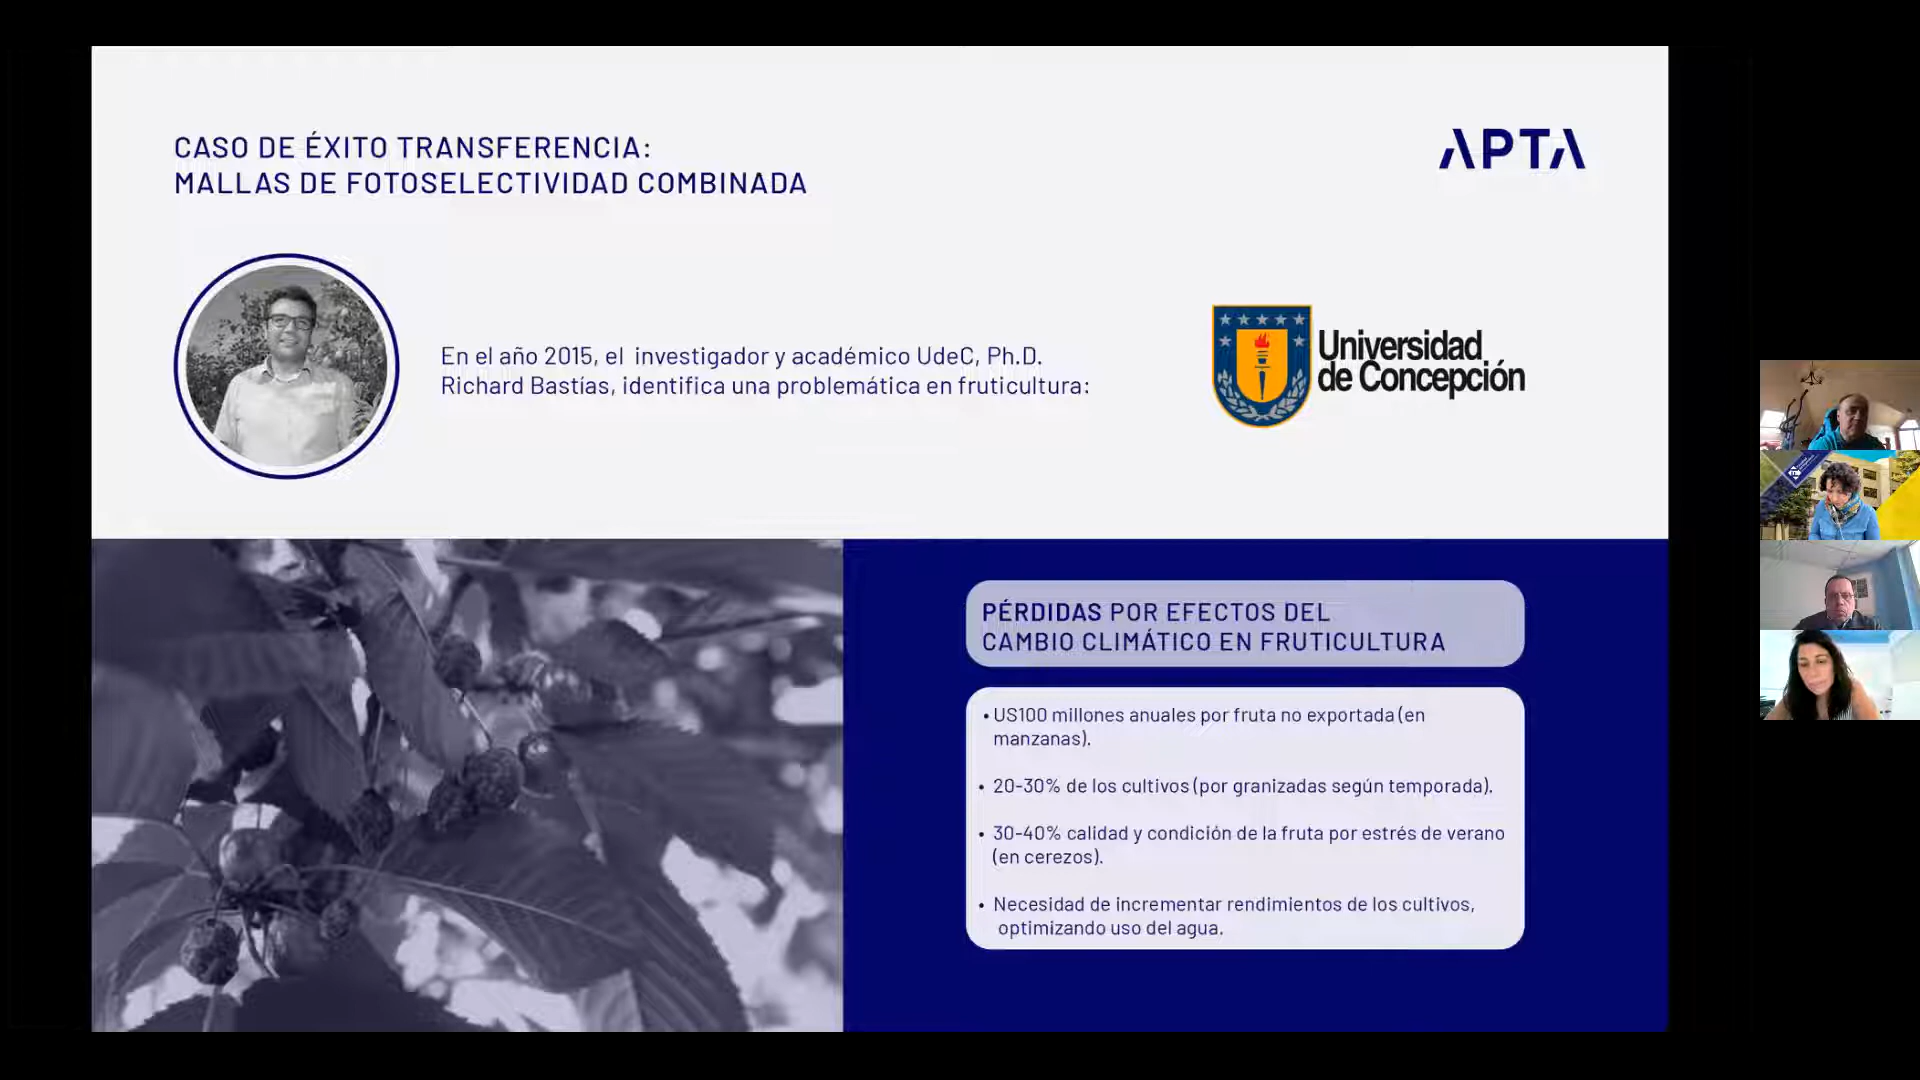 CASO DE ÉXITO TRANSFERENCIA:
MALLAS DE FOTOSELECTIVIDAD COMBINADA
APTA
En el año 2015, el investigador y académico UdeC, Ph.D.
Richard Bastías, identifica una problemática en fruticultura:
Universidad
de Concepción
PÉRDIDAS POR EFECTOS DEL
CAMBIO CLIMÁTICO EN FRUTICULTURA
• US100 millones anuales por fruta no exportada (en
manzanas).
• 20-30% de los cultivos (por granizadas según temporada).
• 30-40% calidad y condición de la fruta por estrés de verano
(en cerezos).
• Necesidad de incrementar rendimientos de los cultivos,
optimizando uso del agua.